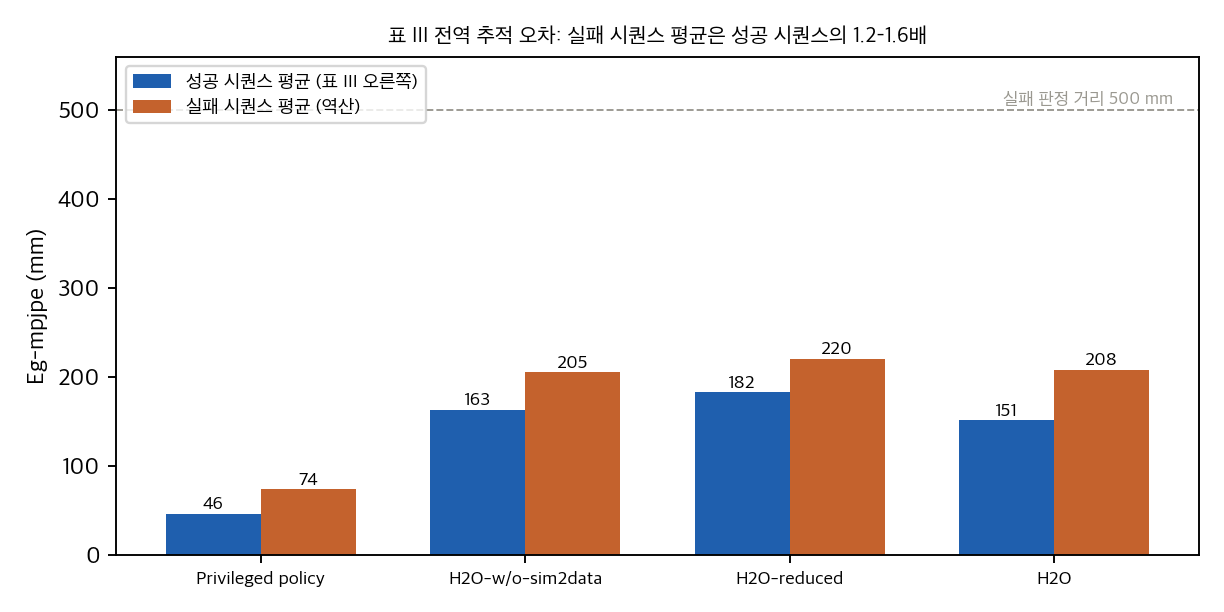 표 III 전역 추적 오차: 실패 시퀀스 평균은 성공 시퀀스의 1.2-1.6배
성공 시퀀스 평균 (표 III 오른쪽)
실패 시퀀스 평균 (역산)
실패 판정 거리 500 mm
Eg-mpjpe (mm)
500
400
300
200
100
0
46
74
163
205
182
220
151
208
Privileged policy
H2O-w/o-sim2data
H2O-reduced
H2O